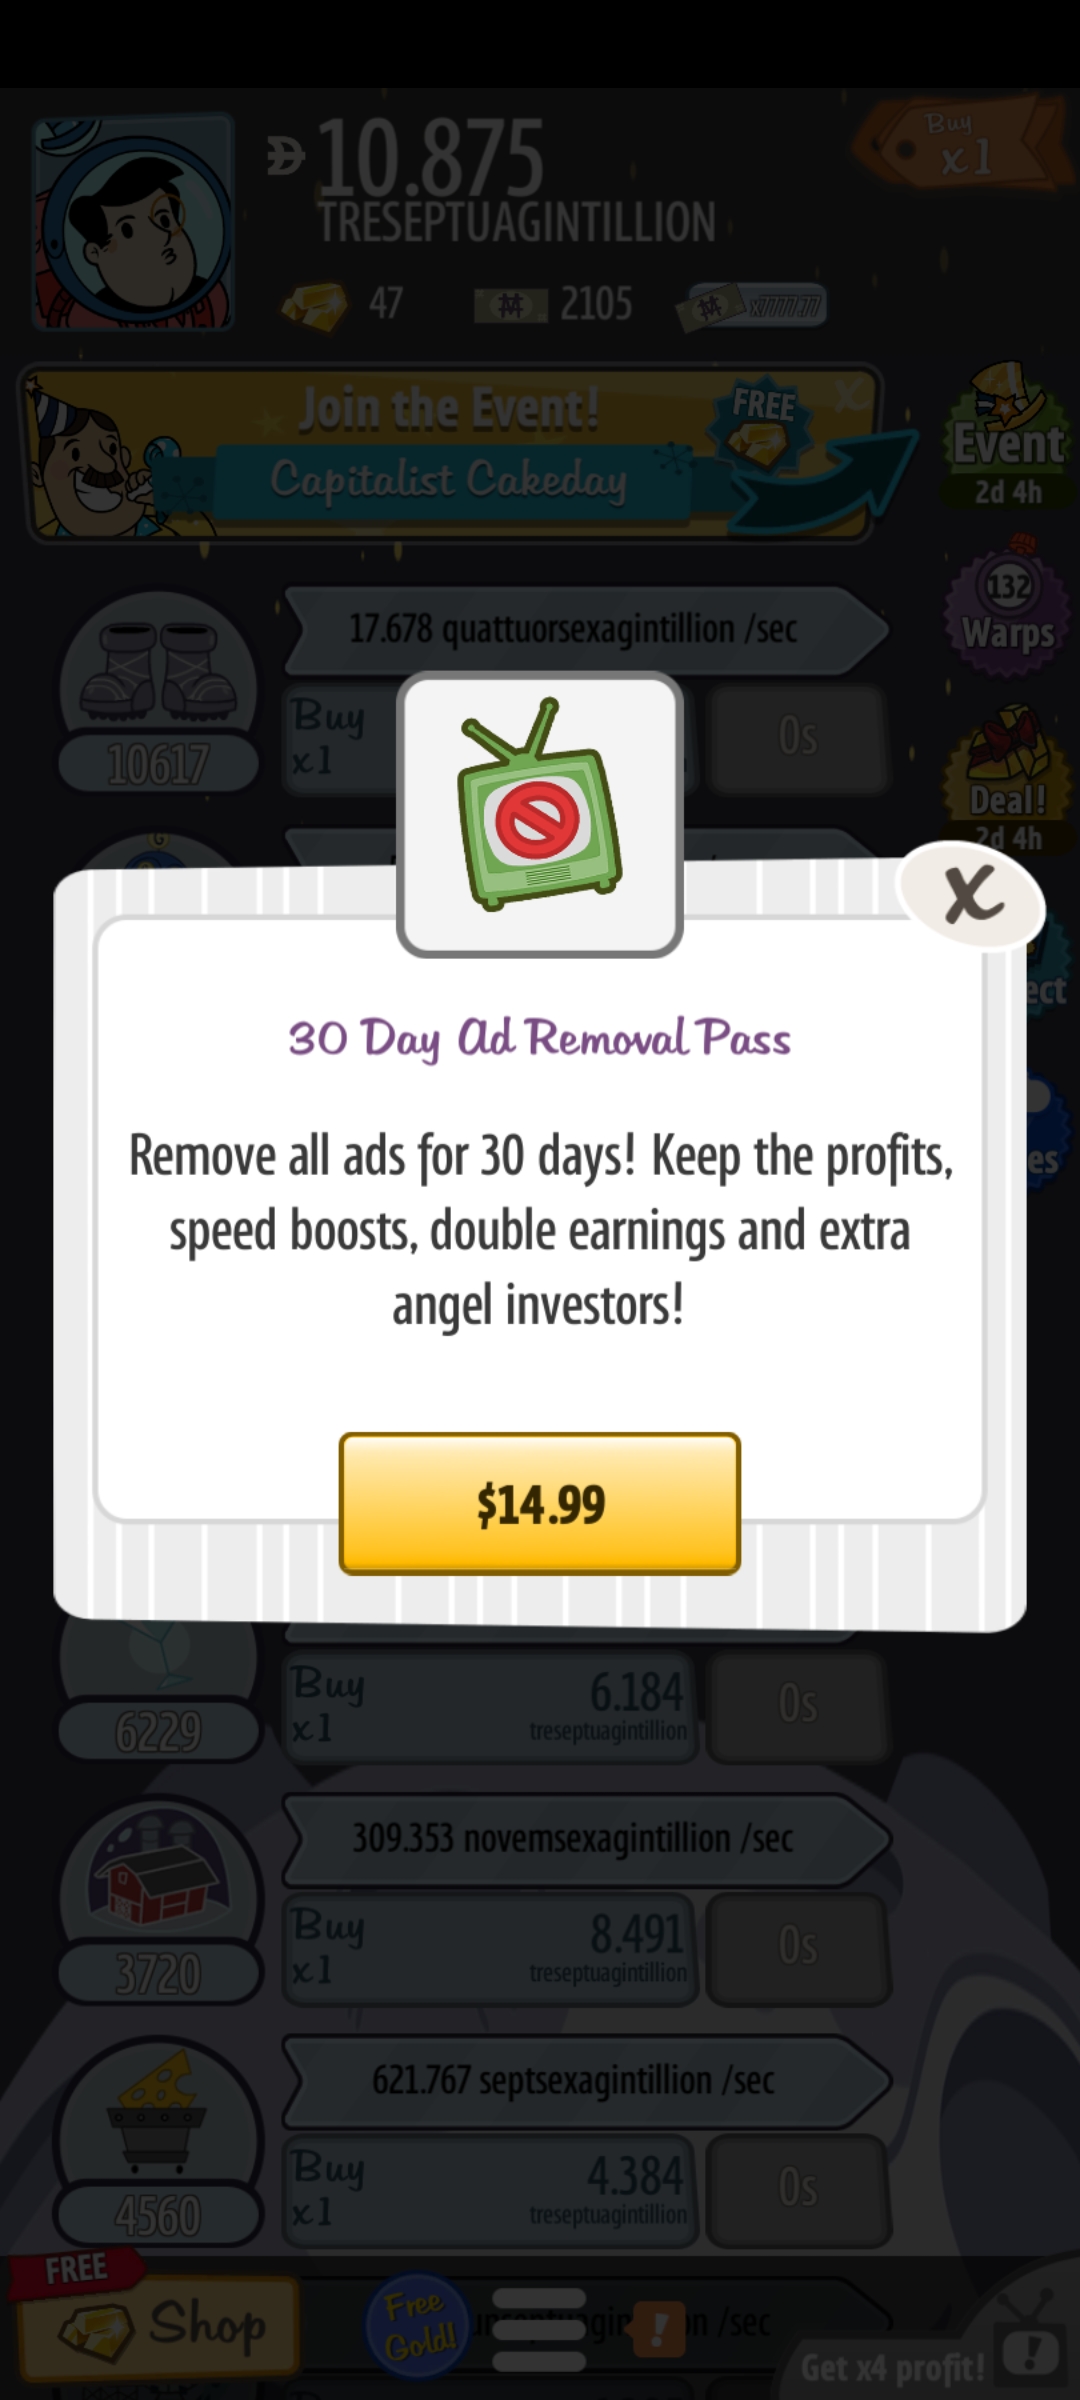 10.875
TRESEPTUAGINTILLION
Buy
x1
47
2105
Join the Event!
FREE
Capitalist Cakeday
Event
2d 4h
132
Warps
17.678 quattuorsexagintillion /sec
10617
Buy
x1
0s
Deal!
2d 4h
X
30 Day Ad Removal Pass
Remove all ads for 30 days! Keep the profits,
speed boosts, double earnings and extra
angel investors!
$14.99
6229
Buy
x1
6.184
treseptuagintillion
0s
309.353 novemsexagintillion /sec
3720
Buy
x1
8.491
treseptuagintillion
0s
621.767 septsexagintillion /sec
4560
Buy
x1
4.384
treseptuagintillion
0s
FREE
Shop
Free
Gold!
/sec
!
Get x4 profit!
!